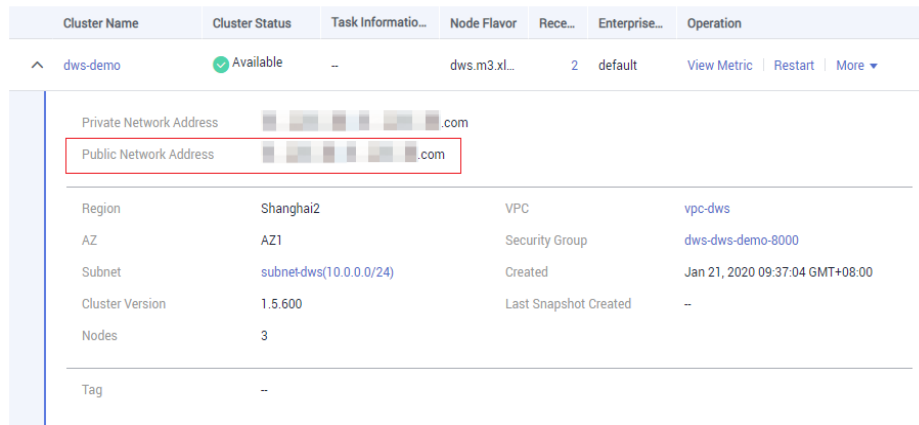 Cluster Name Cluster Status Task Informatio... Node Flavor Rece... Enterprise... Operation
dws-demo Available -- dws.m3.xl... 2 default View Metric Restart More
Private Network Address .com
Public Network Address .com
Region Shanghai2 VPC vpc-dws
AZ AZ1 Security Group dws-dws-demo-8000
Subnet subnet-dws(10.0.0.0/24) Created Jan 21, 2020 09:37:04 GMT+08:00
Cluster Version 1.5.600 Last Snapshot Created --
Nodes 3
Tag --